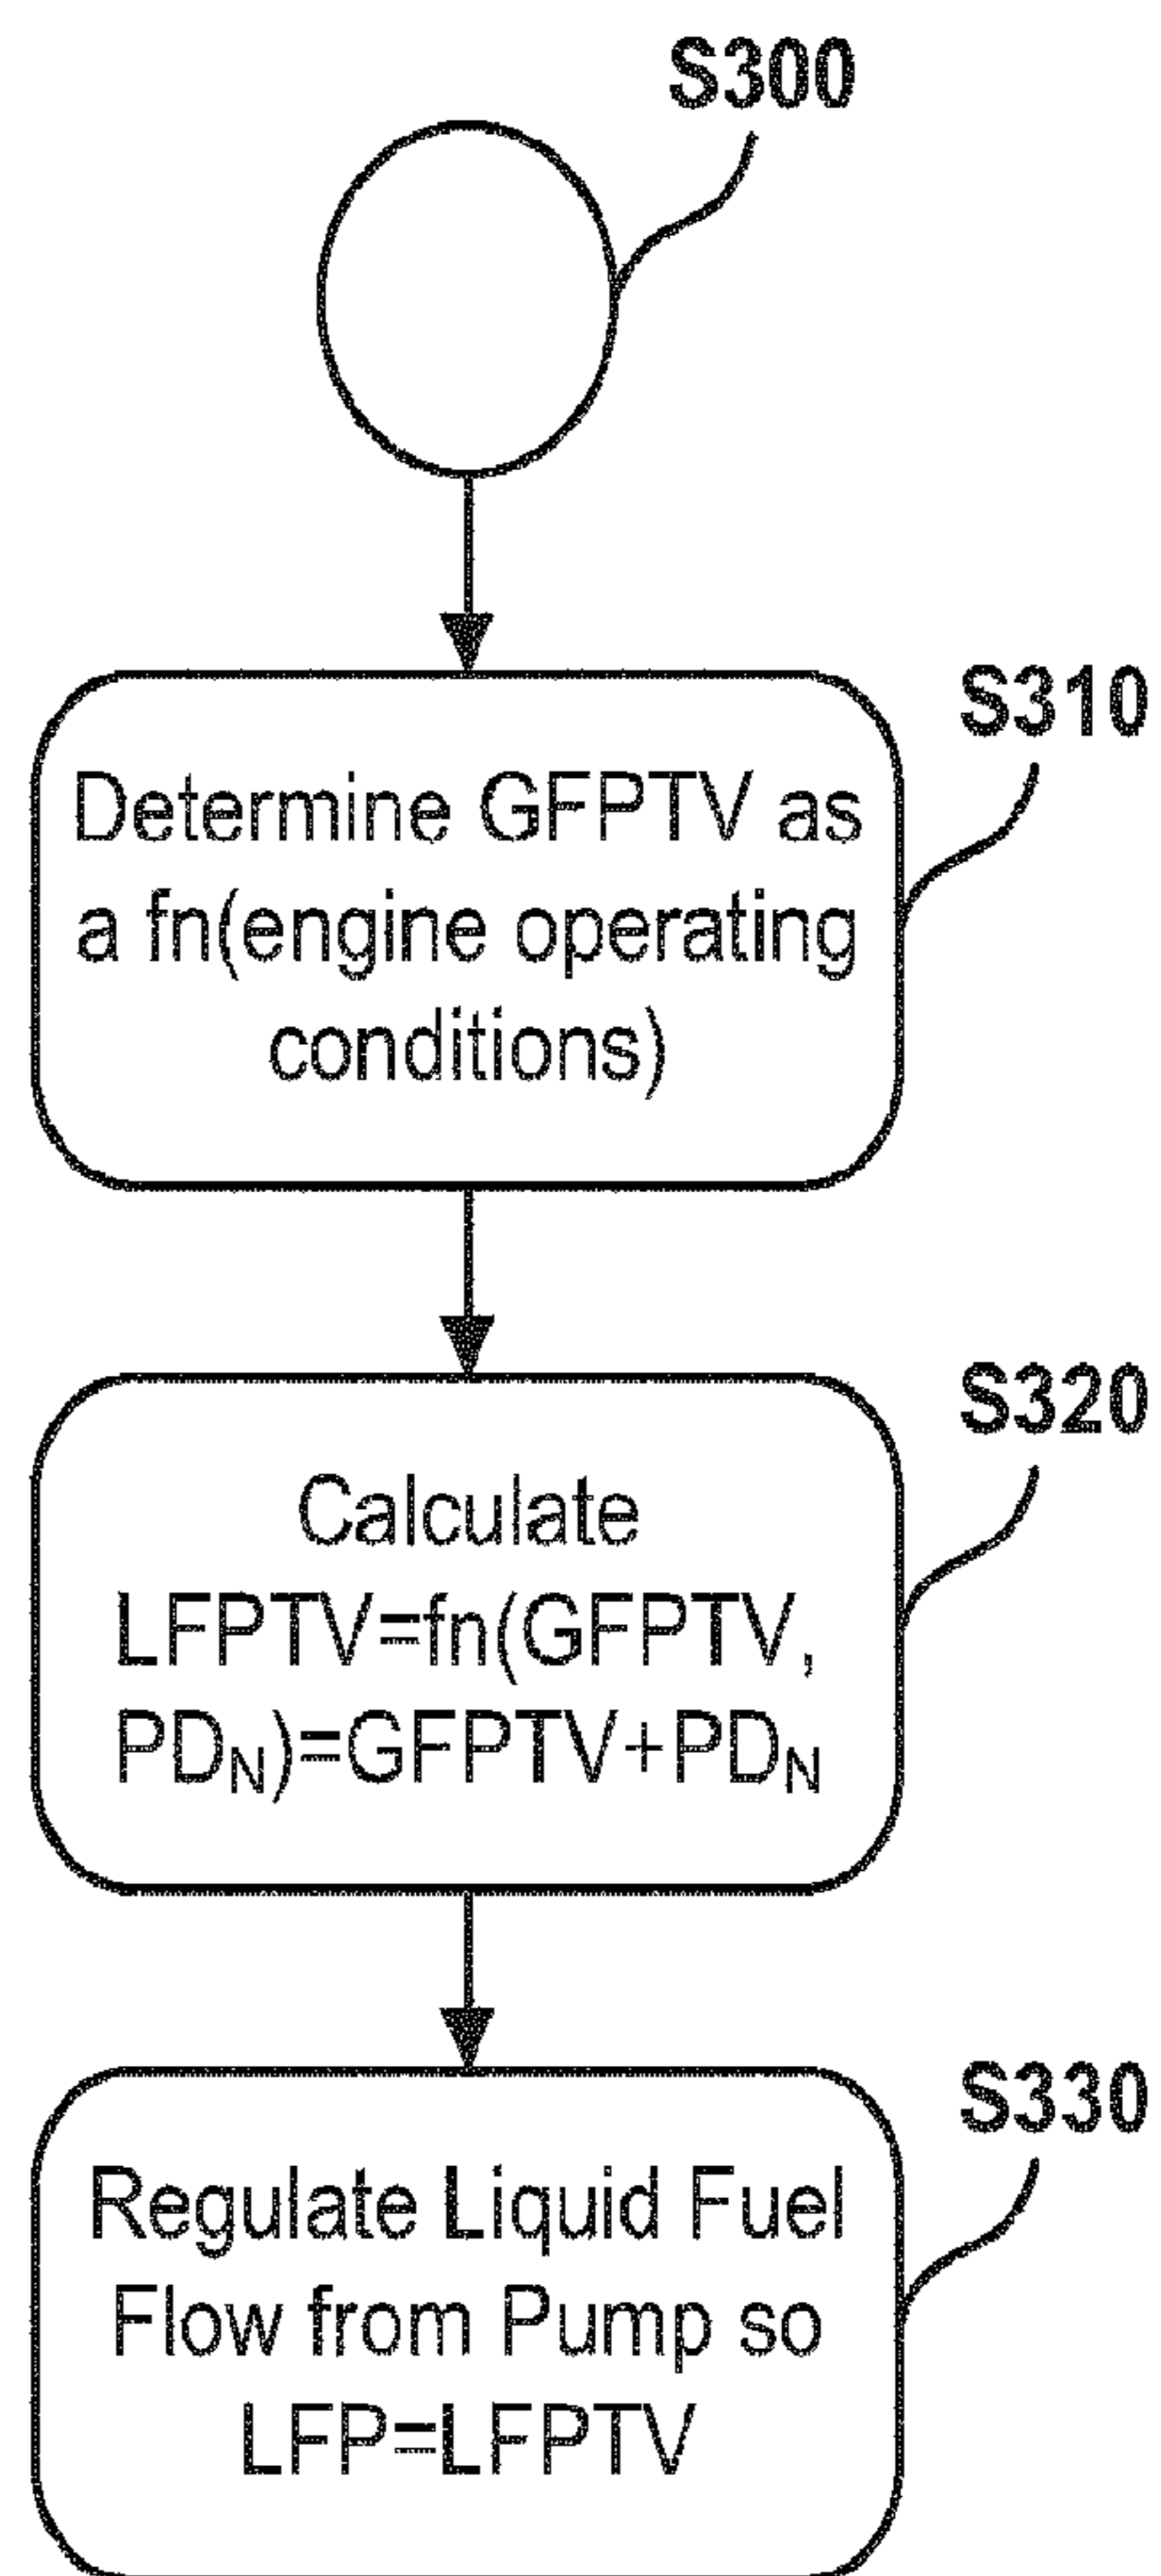 S300
S310
Determine GFPTV as
a fn(engine operating
conditions)
S320
Calculate
LFPTV=fn(GFPTV,
PDN)=GFPTV+PDN
S330
Regulate Liquid Fuel
Flow from Pump so
LFP=LFPTV